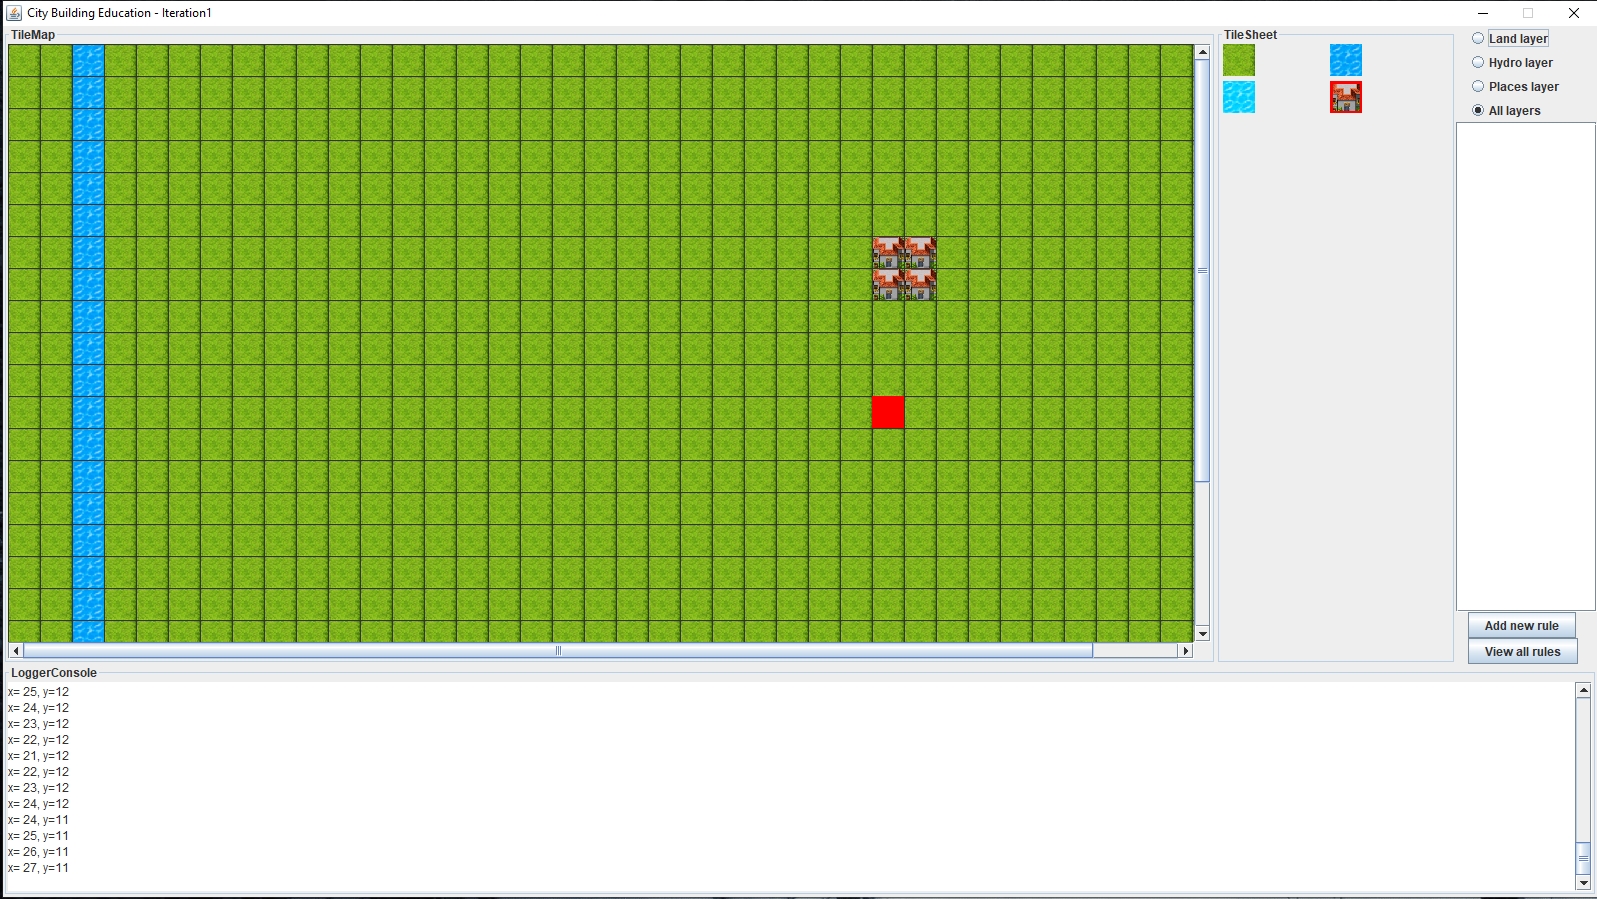 City Building Education - Iteration1
TileMap
TileSheet
Land layer
Hydro layer
Places layer
All layers
Add new rule
View all rules
LoggerConsole
x= 25, y=12
x= 24, y=12
x= 23, y=12
x= 22, y=12
x= 21, y=12
x= 22, y=12
x= 23, y=12
x= 24, y=12
x= 24, y=11
x= 25, y=11
x= 26, y=11
x= 27, y=11